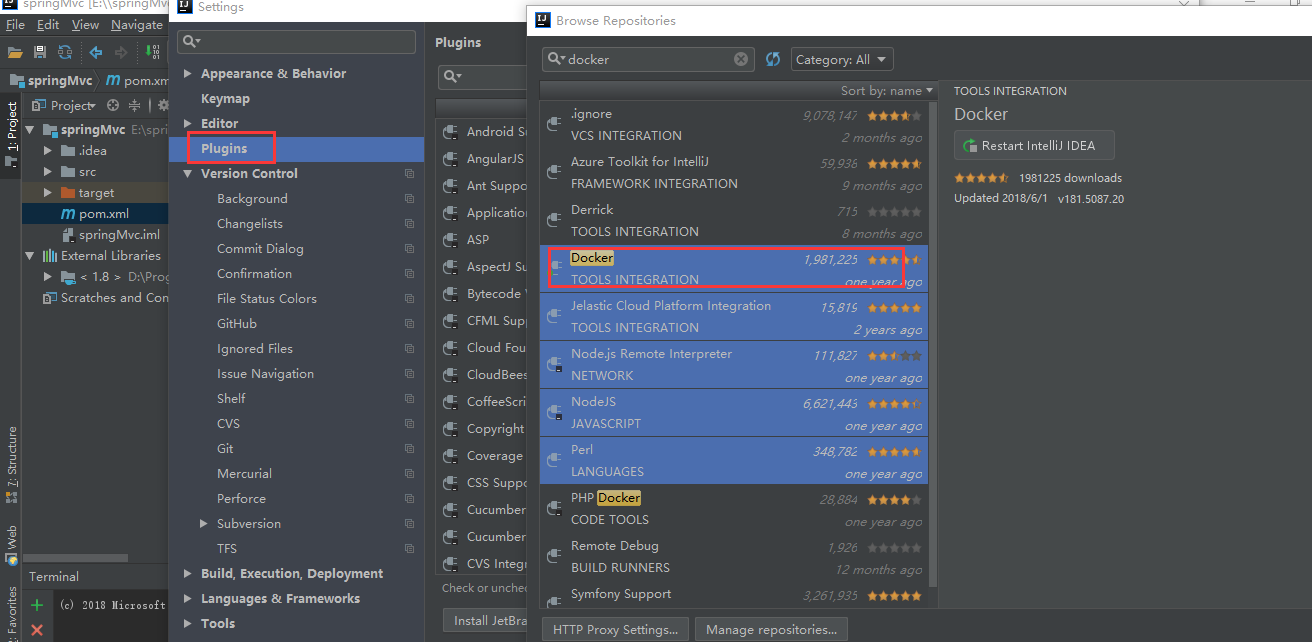 springMvc [E:\\springMv
File Edit View Navigate
springMvc
pom.xm
1: Project
Project
springMvc E:\spri
.idea
src
target
pom.xml
springMvc.iml
External Libraries
< 1.8 > D:\Prog
Scratches and Con
7: Structure
Web
Favorites
Terminal
(c) 2018 Microsoft
Settings
Appearance & Behavior
Keymap
Editor
Plugins
Version Control
Background
Changelists
Commit Dialog
Confirmation
File Status Colors
GitHub
Ignored Files
Issue Navigation
Shelf
CVS
Git
Mercurial
Perforce
Subversion
TFS
Build, Execution, Deployment
Languages & Frameworks
Tools
Plugins
Android S
AngularJS
Ant Suppo
Application
ASP
AspectJ Su
Bytecode
CFML Supp
Cloud Fou
CloudBees
CoffeeScri
Copyright
Coverage
CSS Suppo
Cucumber
Cucumber
CVS Integr
Check or unchec
Install JetBra
Browse Repositories
docker
Category: All
Sort by: name
.ignore 9,078,147
VCS INTEGRATION 2 months ago
Azure Toolkit for IntelliJ 59,938
FRAMEWORK INTEGRATION 9 months ago
Derrick 715
TOOLS INTEGRATION 8 months ago
Docker 1,981,225
TOOLS INTEGRATION one year ago
Jelastic Cloud Platform Integration 15,819
TOOLS INTEGRATION 2 years ago
Node.js Remote Interpreter 111,827
NETWORK one year ago
NodeJS 6,621,443
JAVASCRIPT one year ago
Perl 348,782
LANGUAGES one year ago
PHP Docker 28,884
CODE TOOLS one year ago
Remote Debug 1,926
BUILD RUNNERS 12 months ago
Symfony Support 3,261,935
HTTP Proxy Settings...
Manage repositories...
TOOLS INTEGRATION
Docker
Restart IntelliJ IDEA
1981225 downloads
Updated 2018/6/1 v181.5087.20